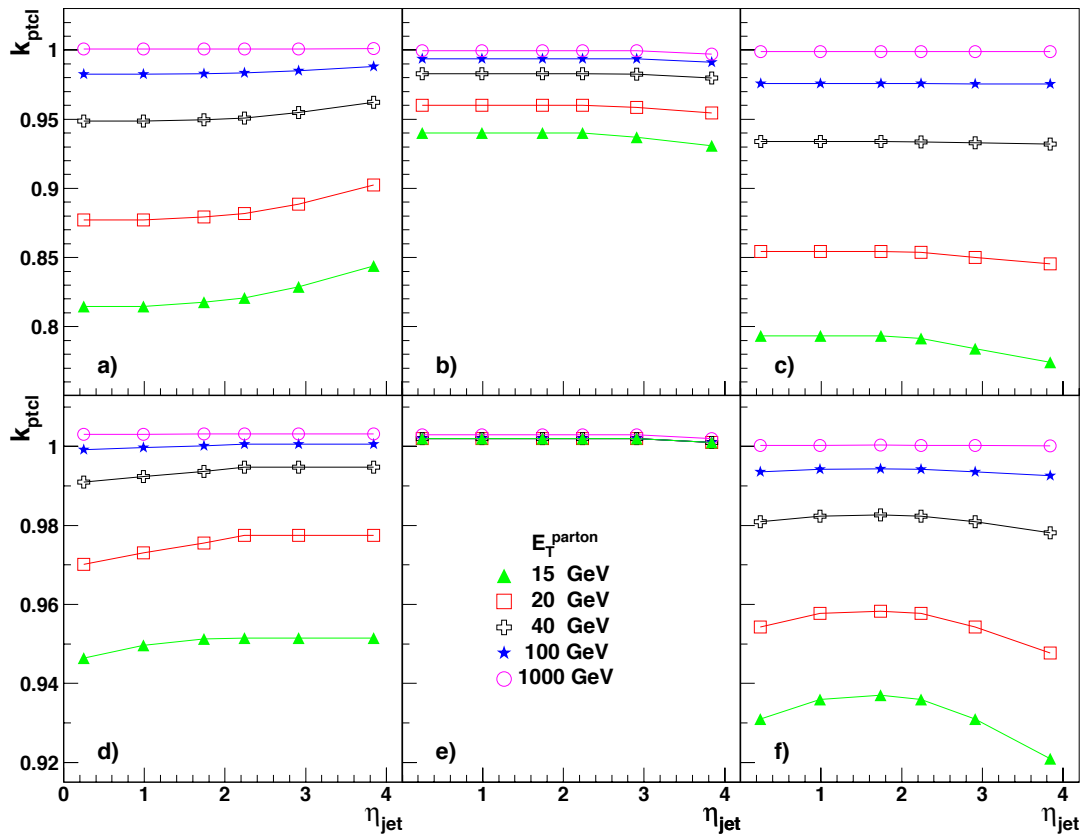 k_ptcl
1
0.95
0.9
0.85
0.8
a)
b)
c)
k_ptcl
1
0.98
0.96
0.94
0.92
d)
e)
f)
E_T^parton
15 GeV
20 GeV
40 GeV
100 GeV
1000 GeV
0 1 2 3 4
η_jet
1 2 3 4
η_jet
1 2 3 4
η_jet